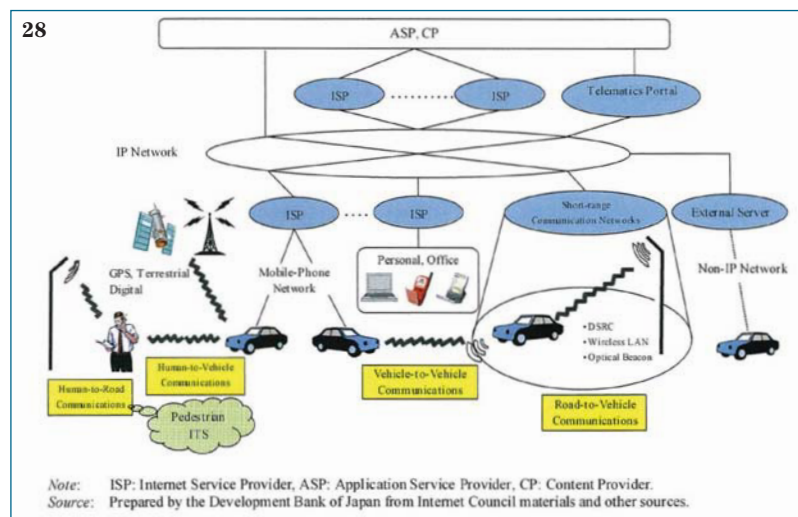 28
ASP, CP
ISP
ISP
Telematics Portal
IP Network
ISP
ISP
Short-range
Communication Networks
External Server
Personal, Office
GPS, Terrestrial
Digital
Mobile-Phone
Network
Non-IP Network
• DSRC
• Wireless LAN
• Optical Beacon
Human-to-Vehicle
Communications
Vehicle-to-Vehicle
Communications
Human-to-Road
Communications
Road-to-Vehicle
Communications
Pedestrian
ITS
Note: ISP: Internet Service Provider, ASP: Application Service Provider, CP: Content Provider.
Source: Prepared by the Development Bank of Japan from Internet Council materials and other sources.